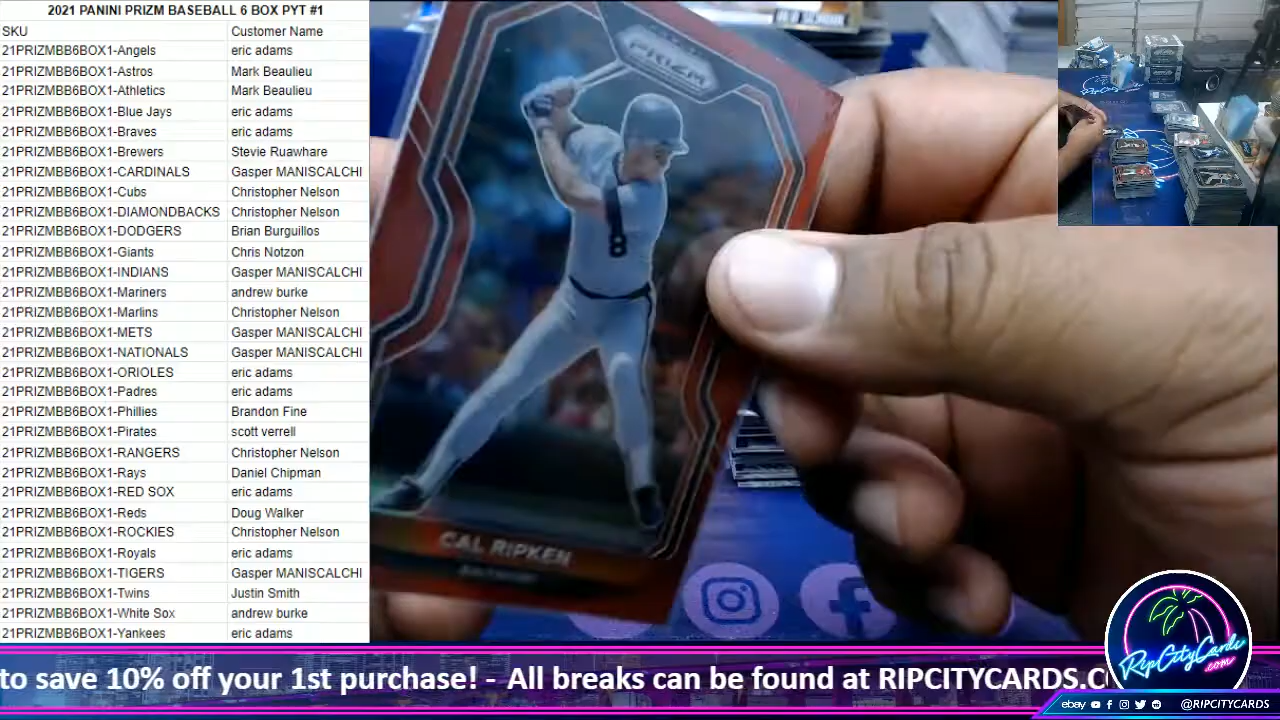 2021 PANINI PRIZM BASEBALL 6 BOX PYT #1
SKU Customer Name
21PRIZMBB6BOX1-Angels eric adams
21PRIZMBB6BOX1-Astros Mark Beaulieu
21PRIZMBB6BOX1-Athletics Mark Beaulieu
21PRIZMBB6BOX1-Blue Jays eric adams
21PRIZMBB6BOX1-Braves eric adams
21PRIZMBB6BOX1-Brewers Stevie Ruawhare
21PRIZMBB6BOX1-CARDINALS Gasper MANISCALCHI
21PRIZMBB6BOX1-Cubs Christopher Nelson
21PRIZMBB6BOX1-DIAMONDBACKS Christopher Nelson
21PRIZMBB6BOX1-DODGERS Brian Burguillos
21PRIZMBB6BOX1-Giants Chris Notzon
21PRIZMBB6BOX1-INDIANS Gasper MANISCALCHI
21PRIZMBB6BOX1-Mariners andrew burke
21PRIZMBB6BOX1-Marlins Christopher Nelson
21PRIZMBB6BOX1-METS Gasper MANISCALCHI
21PRIZMBB6BOX1-NATIONALS Gasper MANISCALCHI
21PRIZMBB6BOX1-ORIOLES eric adams
21PRIZMBB6BOX1-Padres eric adams
21PRIZMBB6BOX1-Phillies Brandon Fine
21PRIZMBB6BOX1-Pirates scott verrell
21PRIZMBB6BOX1-RANGERS Christopher Nelson
21PRIZMBB6BOX1-Rays Daniel Chipman
21PRIZMBB6BOX1-RED SOX eric adams
21PRIZMBB6BOX1-Reds Doug Walker
21PRIZMBB6BOX1-ROCKIES Christopher Nelson
21PRIZMBB6BOX1-Royals eric adams
21PRIZMBB6BOX1-TIGERS Gasper MANISCALCHI
21PRIZMBB6BOX1-Twins Justin Smith
21PRIZMBB6BOX1-White Sox andrew burke
21PRIZMBB6BOX1-Yankees eric adams
PRIZM
8
CAL RIPKEN
to save 10% off your 1st purchase! - All breaks can be found at RIPCITYCARDS.C
RipCityCards
.com
ebay @RIPCITYCARDS